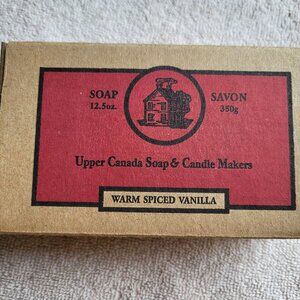 SOAP SAVON
12.5oz. 350g
Upper Canada Soap & Candle Makers
WARM SPICED VANILLA